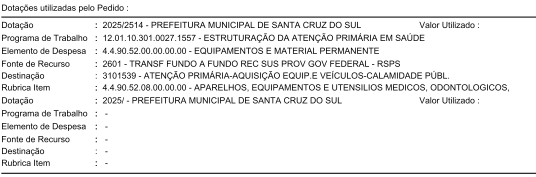 Dotações utilizadas pelo Pedido :
Dotação : 2025/2514 - PREFEITURA MUNICIPAL DE SANTA CRUZ DO SUL Valor Utilizado :
Programa de Trabalho : 12.01.10.301.0027.1557 - ESTRUTURAÇÃO DA ATENÇÃO PRIMÁRIA EM SAÚDE
Elemento de Despesa : 4.4.90.52.00.00.00.00 - EQUIPAMENTOS E MATERIAL PERMANENTE
Fonte de Recurso : 2601 - TRANSF FUNDO A FUNDO REC SUS PROV GOV FEDERAL - RSPS
Destinação : 3101539 - ATENÇÃO PRIMÁRIA-AQUISIÇÃO EQUIP.E VEÍCULOS-CALAMIDADE PÚBL.
Rubrica Item : 4.4.90.52.08.00.00.00 - APARELHOS, EQUIPAMENTOS E UTENSILIOS MEDICOS, ODONTOLOGICOS,
Dotação : 2025/ - PREFEITURA MUNICIPAL DE SANTA CRUZ DO SUL Valor Utilizado :
Programa de Trabalho : -
Elemento de Despesa : -
Fonte de Recurso : -
Destinação : -
Rubrica Item : -